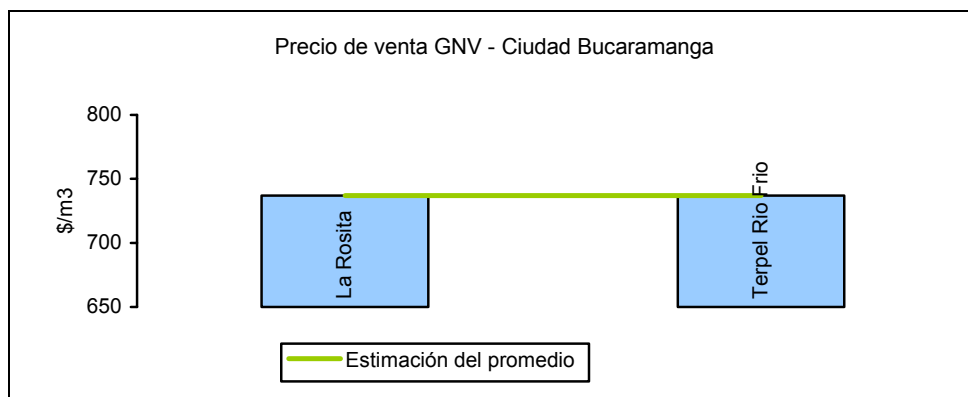 Precio de venta GNV - Ciudad Bucaramanga
800
750
700
650
$/m3
La Rosita
Terpel Rio Frio
Estimación del promedio